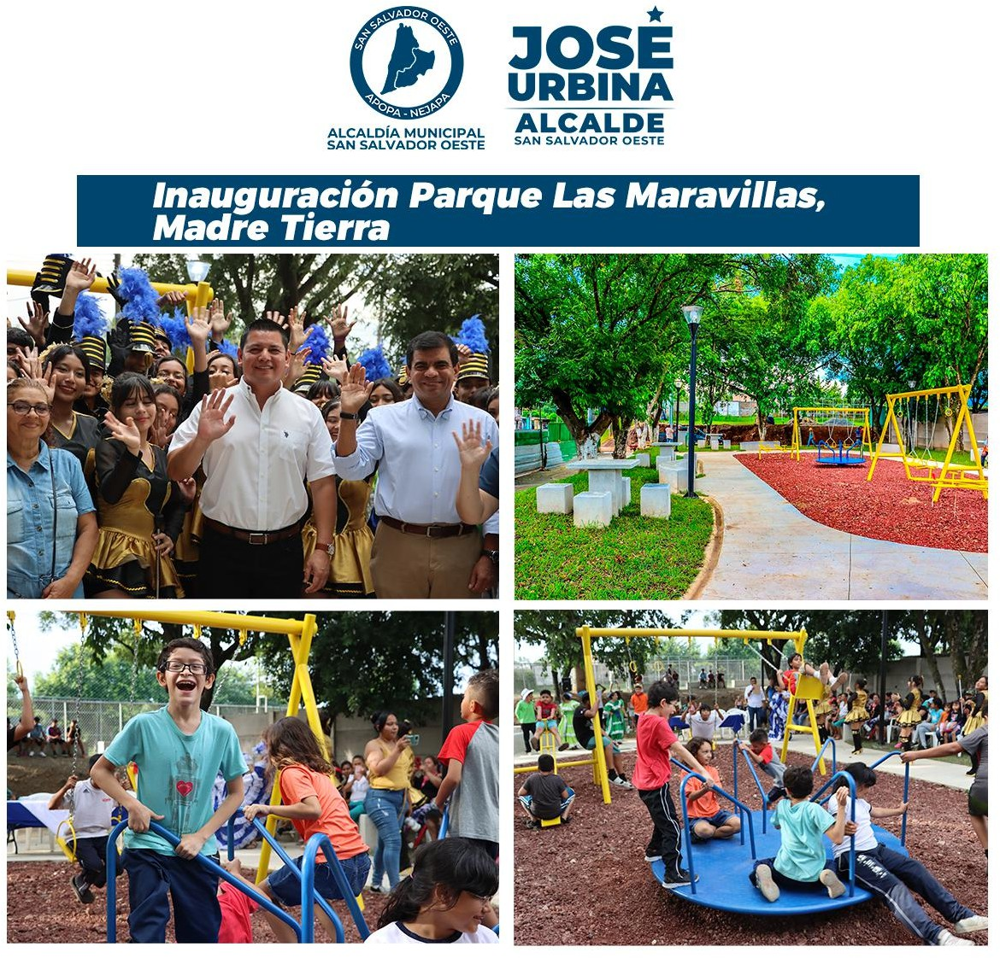 SAN SALVADOR OESTE
APOPA - NEJAPA
ALCALDÍA MUNICIPAL
SAN SALVADOR OESTE
JOSÉ
URBINA
ALCALDE
SAN SALVADOR OESTE
Inauguración Parque Las Maravillas,
Madre Tierra